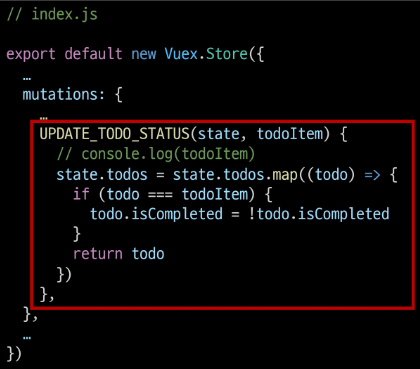 // index.js
export default new Vuex.Store({
…
mutations: {
…
UPDATE_TODO_STATUS(state, todoItem) {
// console.log(todoItem)
state.todos = state.todos.map((todo) => {
if (todo === todoItem) {
todo.isCompleted = !todo.isCompleted
}
return todo
})
},
},
…
})